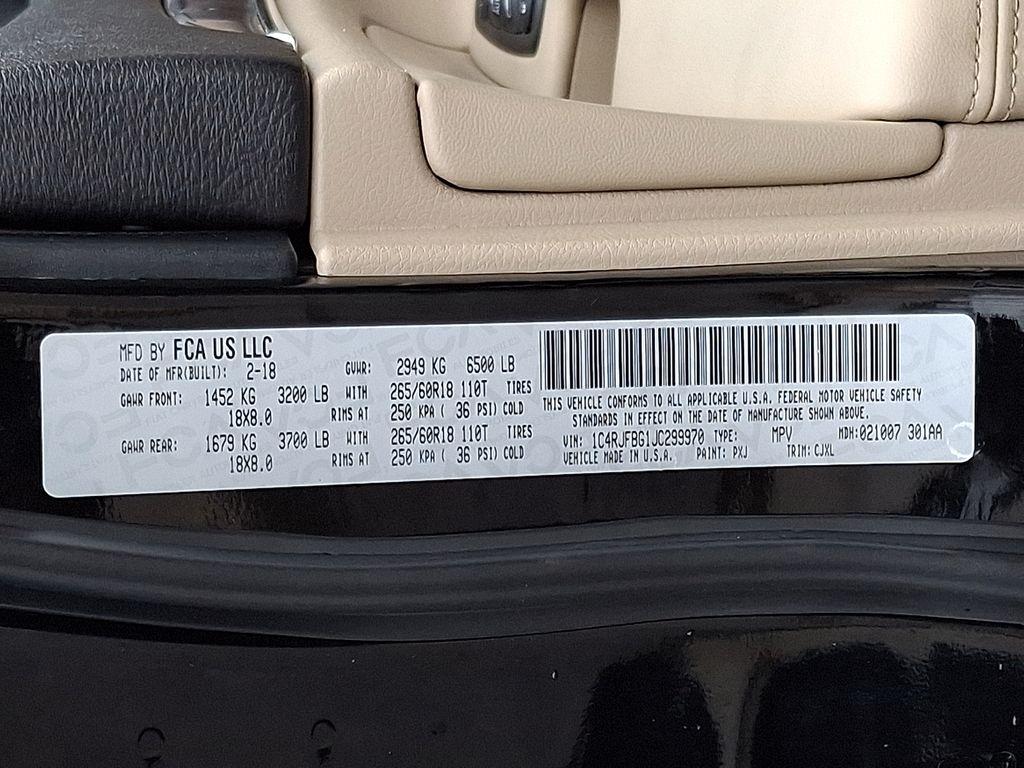 MFD BY FCA US LLC
DATE OF MFR(BUILT): 2-18 GVWR: 2949 KG 6500 LB
GAWR FRONT: 1452 KG 3200 LB WITH 265/60R18 110T TIRES
18X8.0 RIMS AT 250 KPA ( 36 PSI) COLD
GAWR REAR: 1679 KG 3700 LB WITH 265/60R18 110T TIRES
18X8.0 RIMS AT 250 KPA ( 36 PSI) COLD
THIS VEHICLE CONFORMS TO ALL APPLICABLE U.S.A. FEDERAL MOTOR VEHICLE SAFETY
STANDARDS IN EFFECT ON THE DATE OF MANUFACTURE SHOWN ABOVE.
VIN: 1C4RJFBG1JC299970 TYPE: MPV MDH:021007 301AA
VEHICLE MADE IN U.S.A. PAINT: PXJ TRIM: CJXL